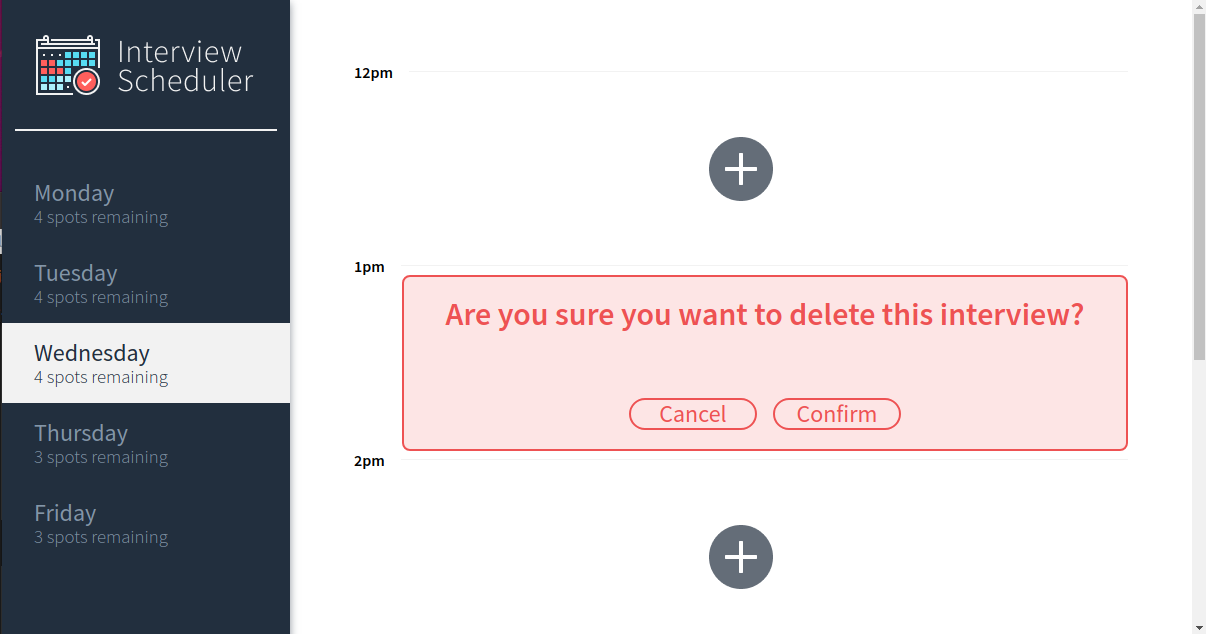 Interview
Scheduler
Monday
4 spots remaining
Tuesday
4 spots remaining
Wednesday
4 spots remaining
Thursday
3 spots remaining
Friday
3 spots remaining
12pm
1pm
Are you sure you want to delete this interview?
Cancel Confirm
2pm